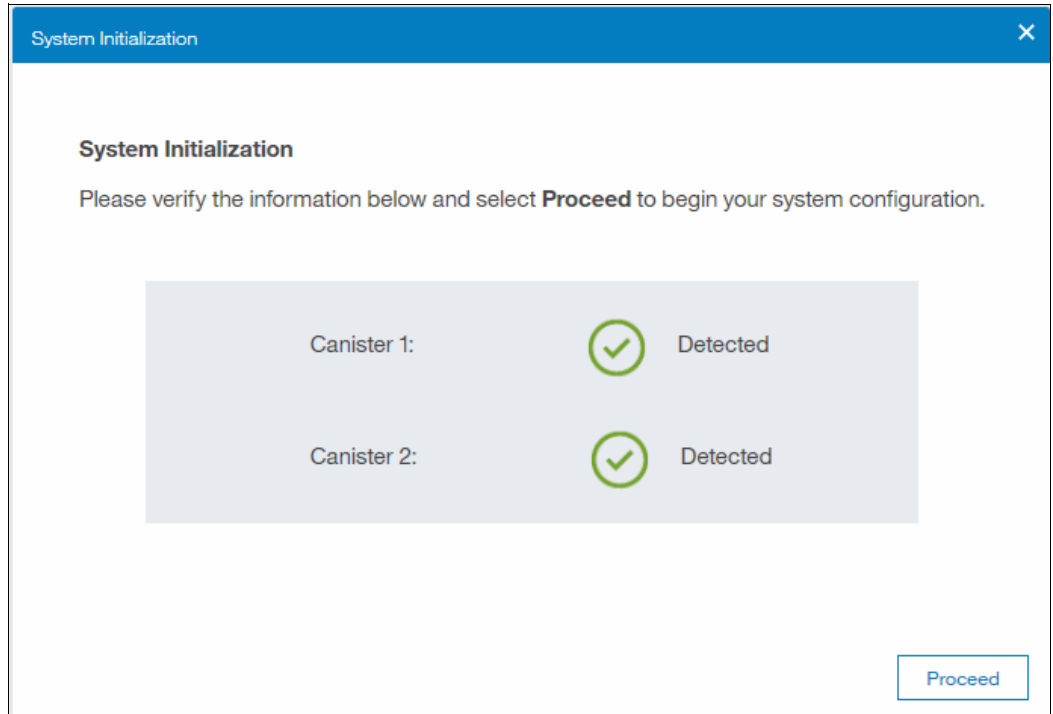 System Initialization
System Initialization
Please verify the information below and select Proceed to begin your system configuration.
Canister 1: Detected
Canister 2: Detected
Proceed